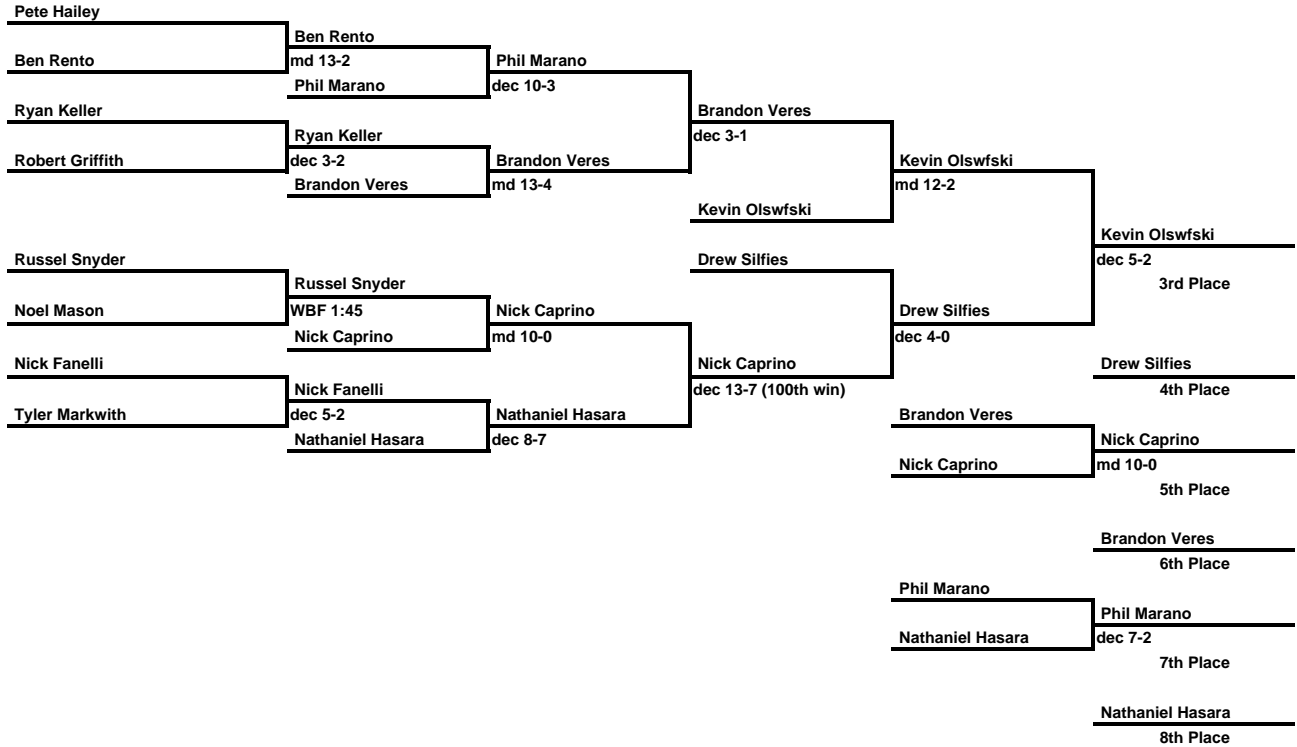 Pete Hailey
Ben Rento
Ben Rento
md 13-2
Phil Marano
Phil Marano
dec 10-3
Ryan Keller
Brandon Veres
Ryan Keller
dec 3-1
Robert Griffith
dec 3-2
Brandon Veres
Kevin Olswfski
Brandon Veres
md 13-4
md 12-2
Kevin Olswfski
Kevin Olswfski
Russel Snyder
Drew Silfies
dec 5-2
Russel Snyder
3rd Place
Noel Mason
WBF 1:45
Nick Caprino
Drew Silfies
Nick Caprino
md 10-0
dec 4-0
Nick Fanelli
Nick Caprino
Drew Silfies
Nick Fanelli
dec 13-7 (100th win)
4th Place
Tyler Markwith
dec 5-2
Nathaniel Hasara
Brandon Veres
Nathaniel Hasara
dec 8-7
Nick Caprino
Nick Caprino
md 10-0
5th Place
Brandon Veres
6th Place
Phil Marano
Phil Marano
Nathaniel Hasara
dec 7-2
7th Place
Nathaniel Hasara
8th Place